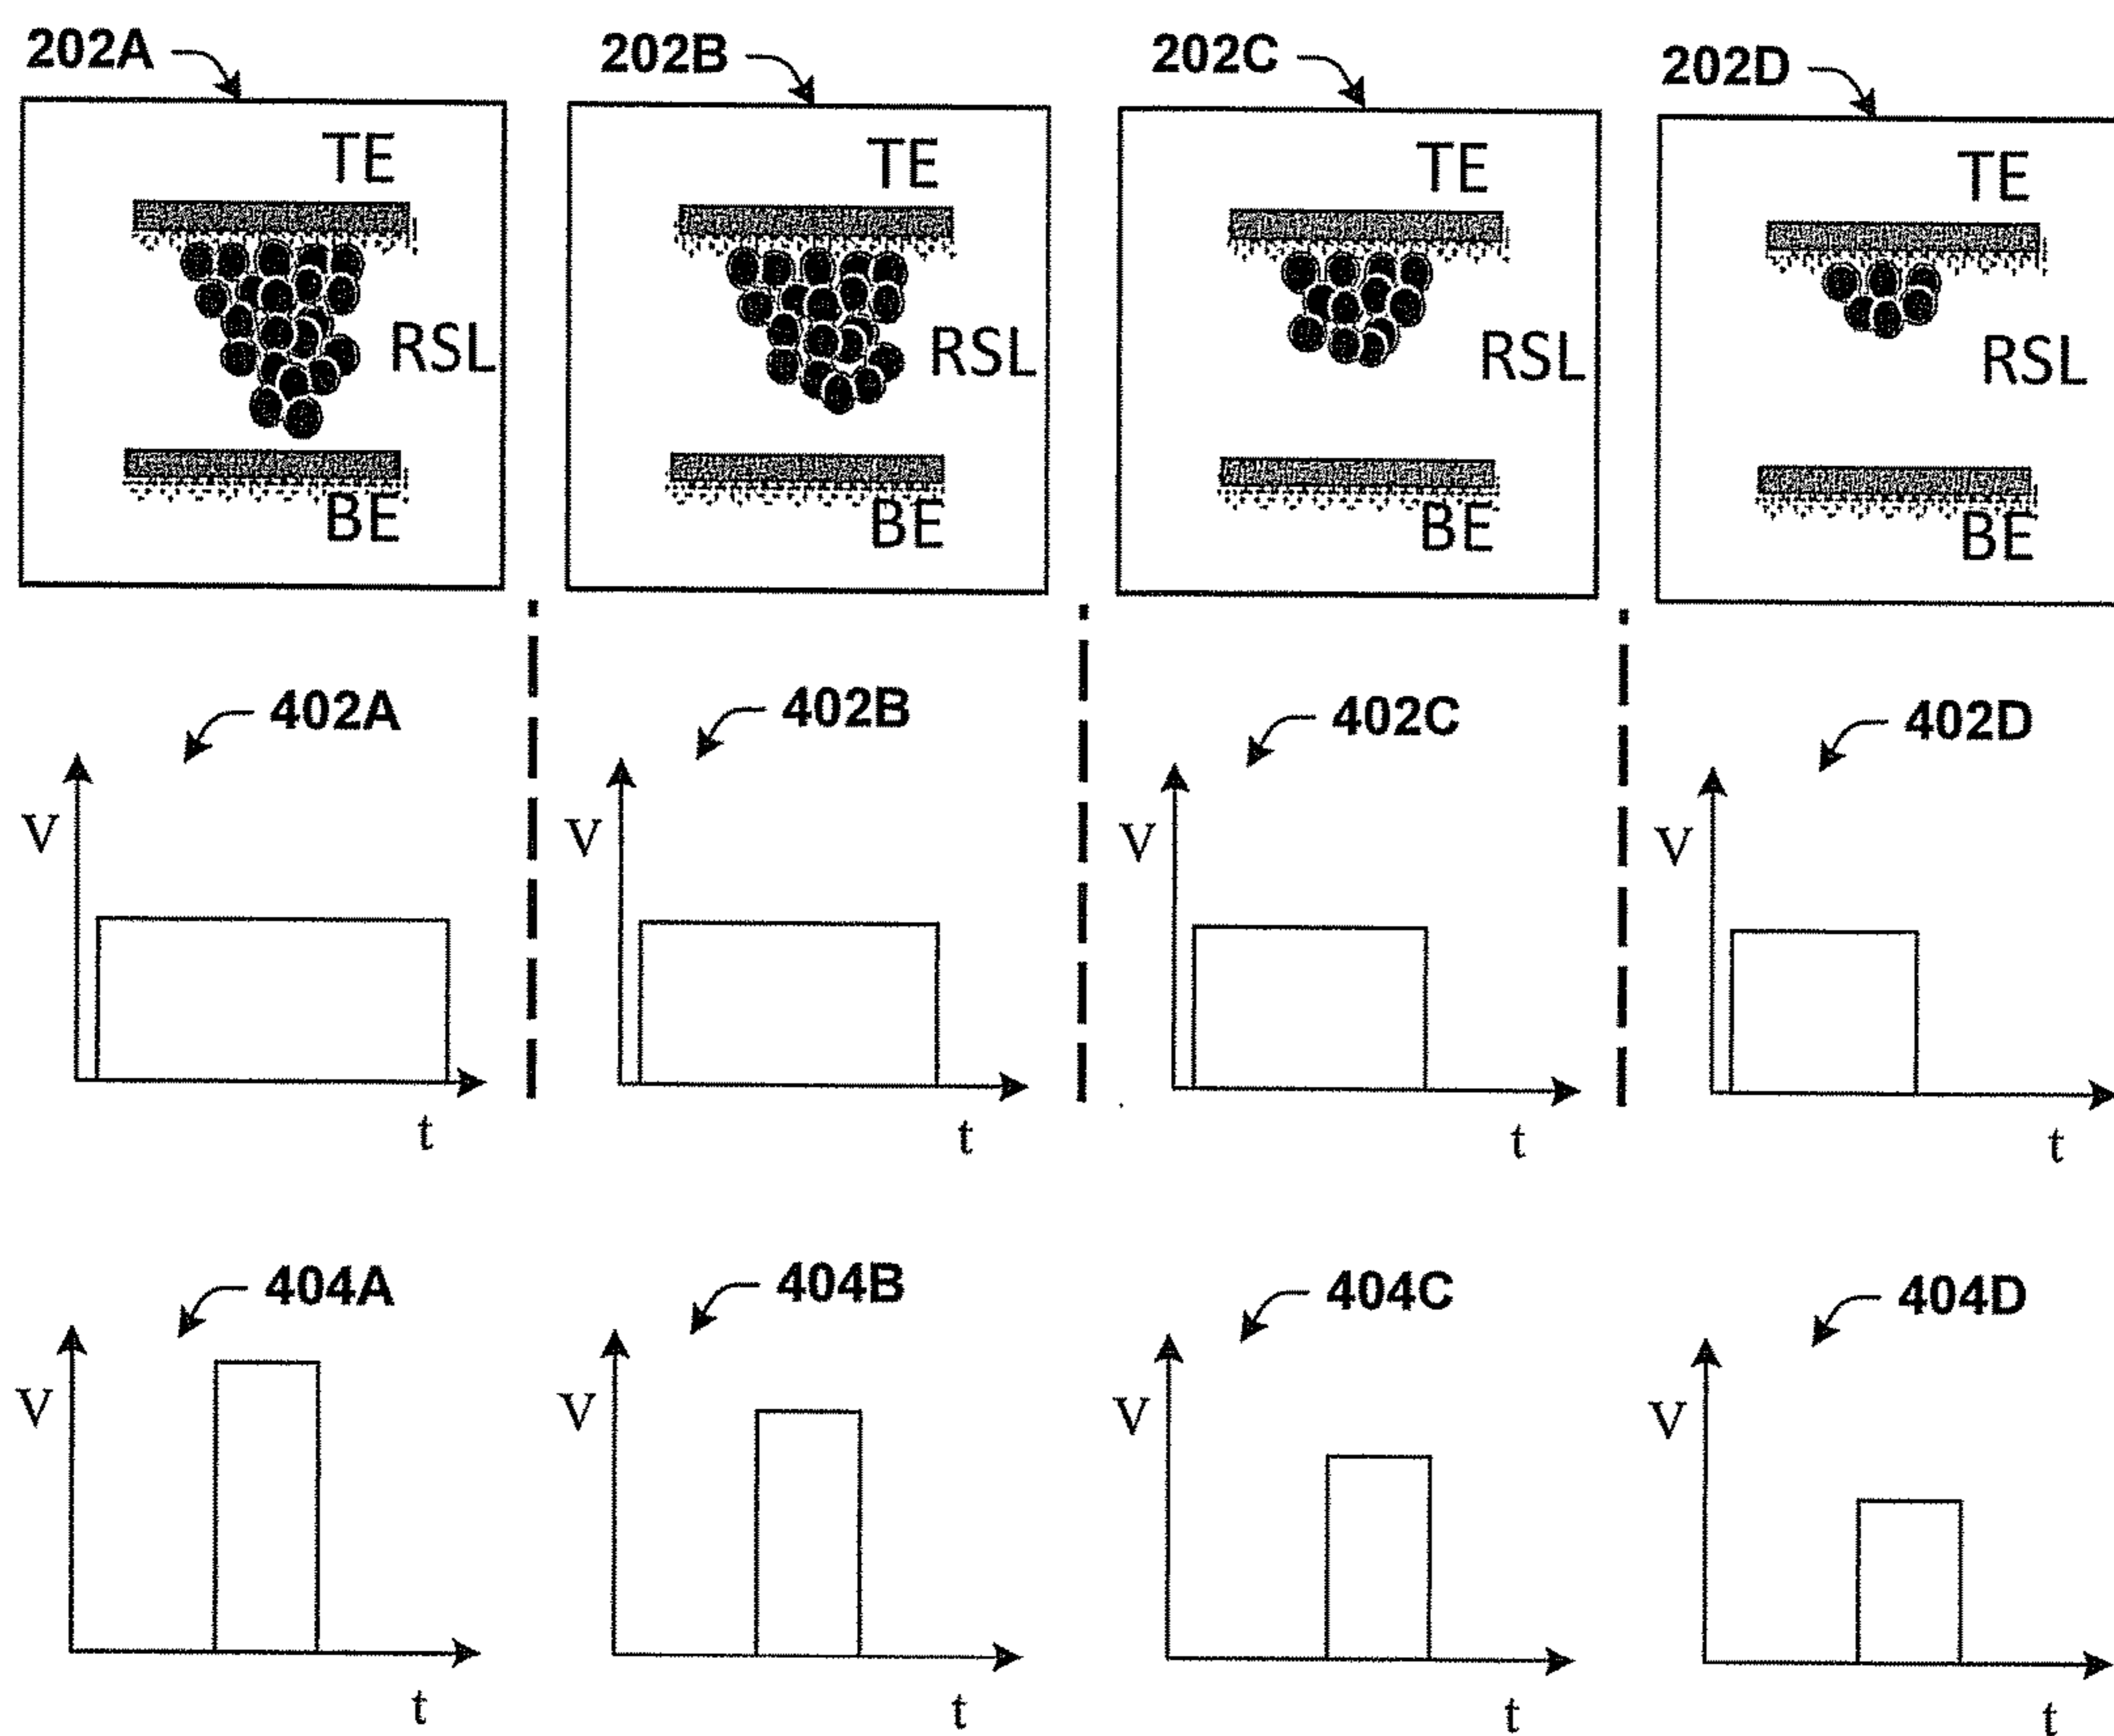 202A 202B 202C 202D
TE TE TE TE
RSL RSL RSL RSL
BE BE BE BE
402A 402B 402C 402D
V V V V
t t t t
404A 404B 404C 404D
V V V V
t t t t